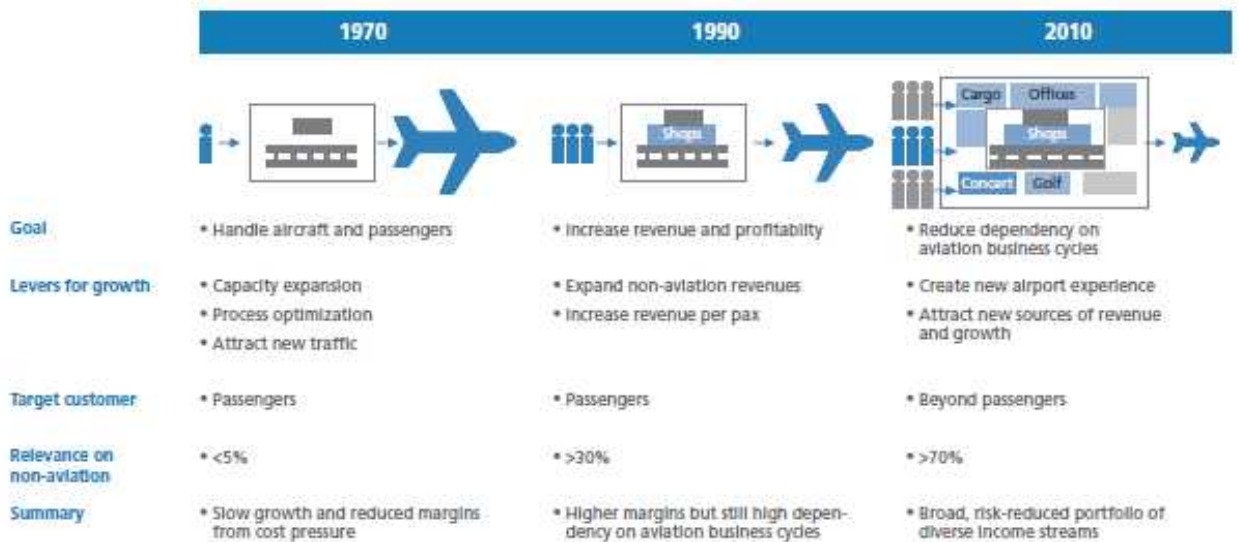 1970 1990 2010
Cargo Offices
Shops Shops
Concert Golf
Goal • Handle aircraft and passengers • Increase revenue and profitablity • Reduce dependency on
aviation business cycles
Levers for growth • Capacity expansion • Expand non-aviation revenues • Create new airport experience
• Process optimization • Increase revenue per pax • Attract new sources of revenue
and growth
• Attract new traffic
Target customer • Passengers • Passengers • Beyond passengers
Relevance on • <5% • >30% • >70%
non-aviation
Summary • Slow growth and reduced margins • Higher margins but still high depen- • Broad, risk-reduced portfolio of
from cost pressure dency on aviation business cycles diverse income streams